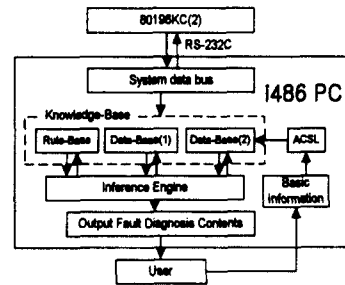 80196KC(2)
RS-232C
System data bus
i486 PC
Knowledge-Base
Rule-Base
Data-Base(1)
Data-Base(2)
ACSL
Inference Engine
Basic
Information
Output Fault Diagnosis Contents
User